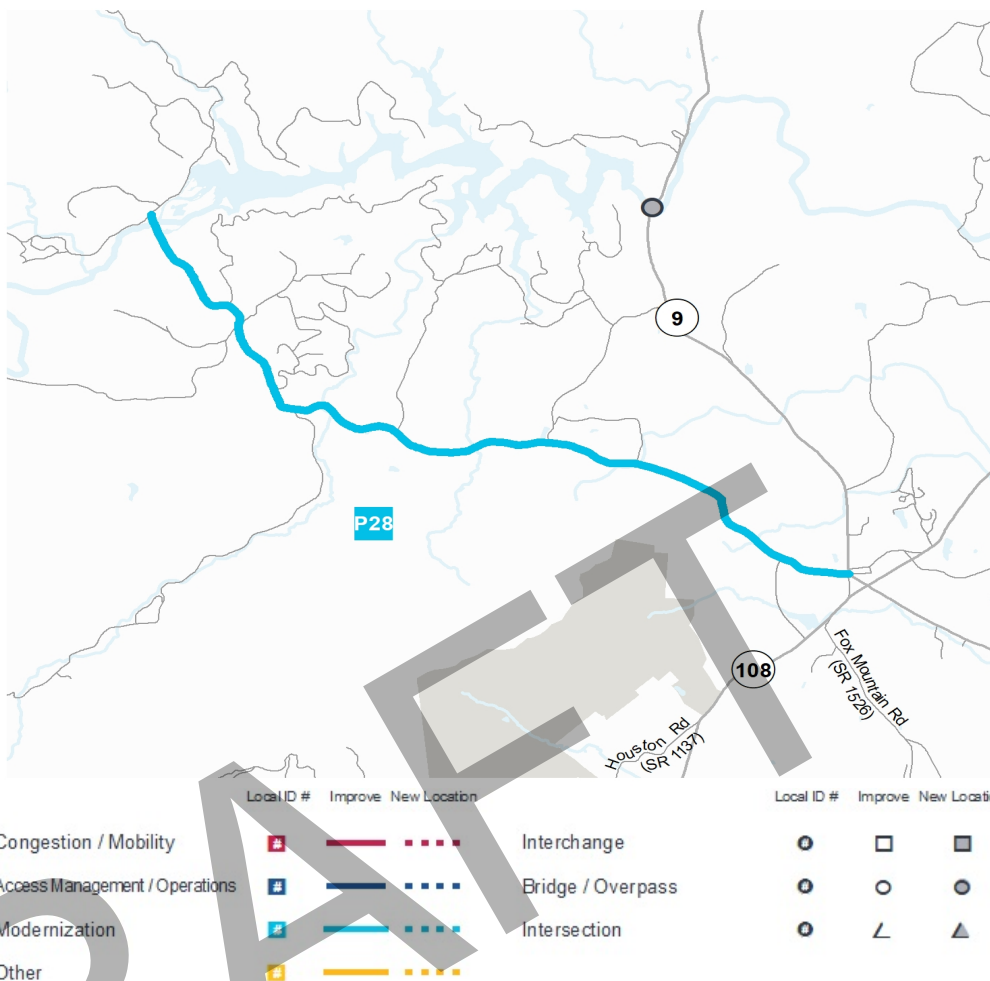 9
P28
108
Fox Mountain Rd
(SR 1526)
Houston Rd
(SR 1137)
DRAFT
Local ID # Improve New Location
Congestion / Mobility #
Access Management / Operations #
Modernization #
Other #
Local ID # Improve New Locati
Interchange #
Bridge / Overpass #
Intersection #